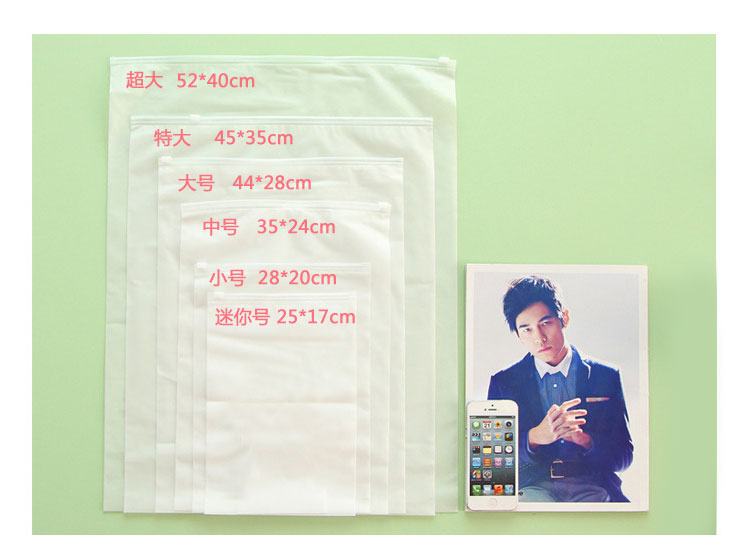 超大 52*40cm
特大 45*35cm
大号 44*28cm
中号 35*24cm
小号 28*20cm
迷你号 25*17cm